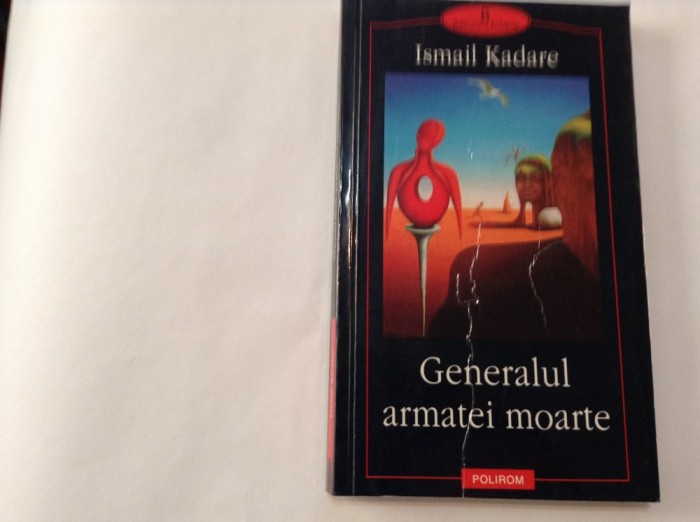 Ismail Kadare
Generalul
armatei moarte
POLIROM